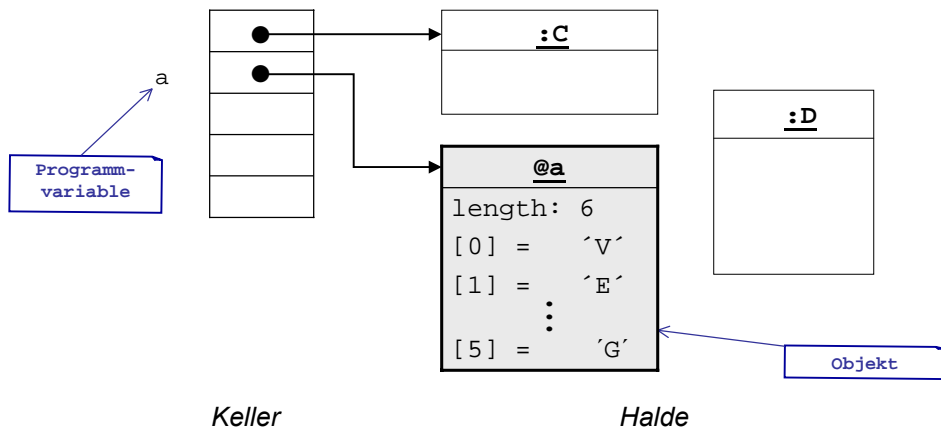 :C
a
:D
Programm-
variable
@a
length: 6
[0] = ´V´
[1] = ´E´
[5] = ´G´
Objekt
Keller
Halde